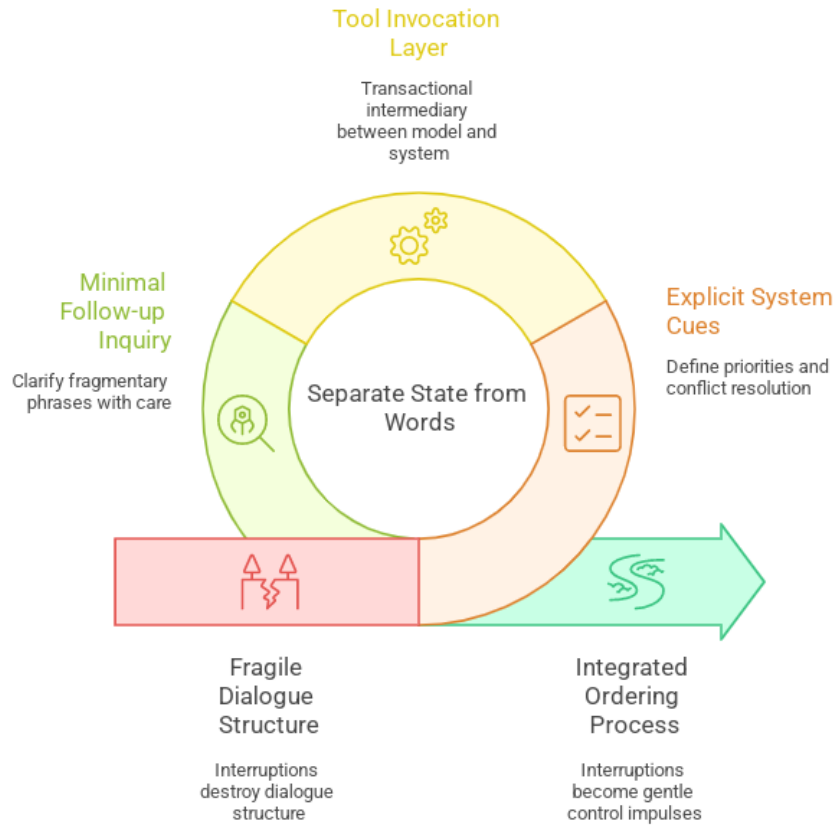 Tool Invocation
Layer
Transactional
intermediary
between model and
system
Minimal
Follow-up
Inquiry
Clarify fragmentary
phrases with care
Explicit System
Cues
Define priorities and
conflict resolution
Separate State from
Words
Fragile
Dialogue
Structure
Interruptions
destroy dialogue
structure
Integrated
Ordering
Process
Interruptions
become gentle
control impulses